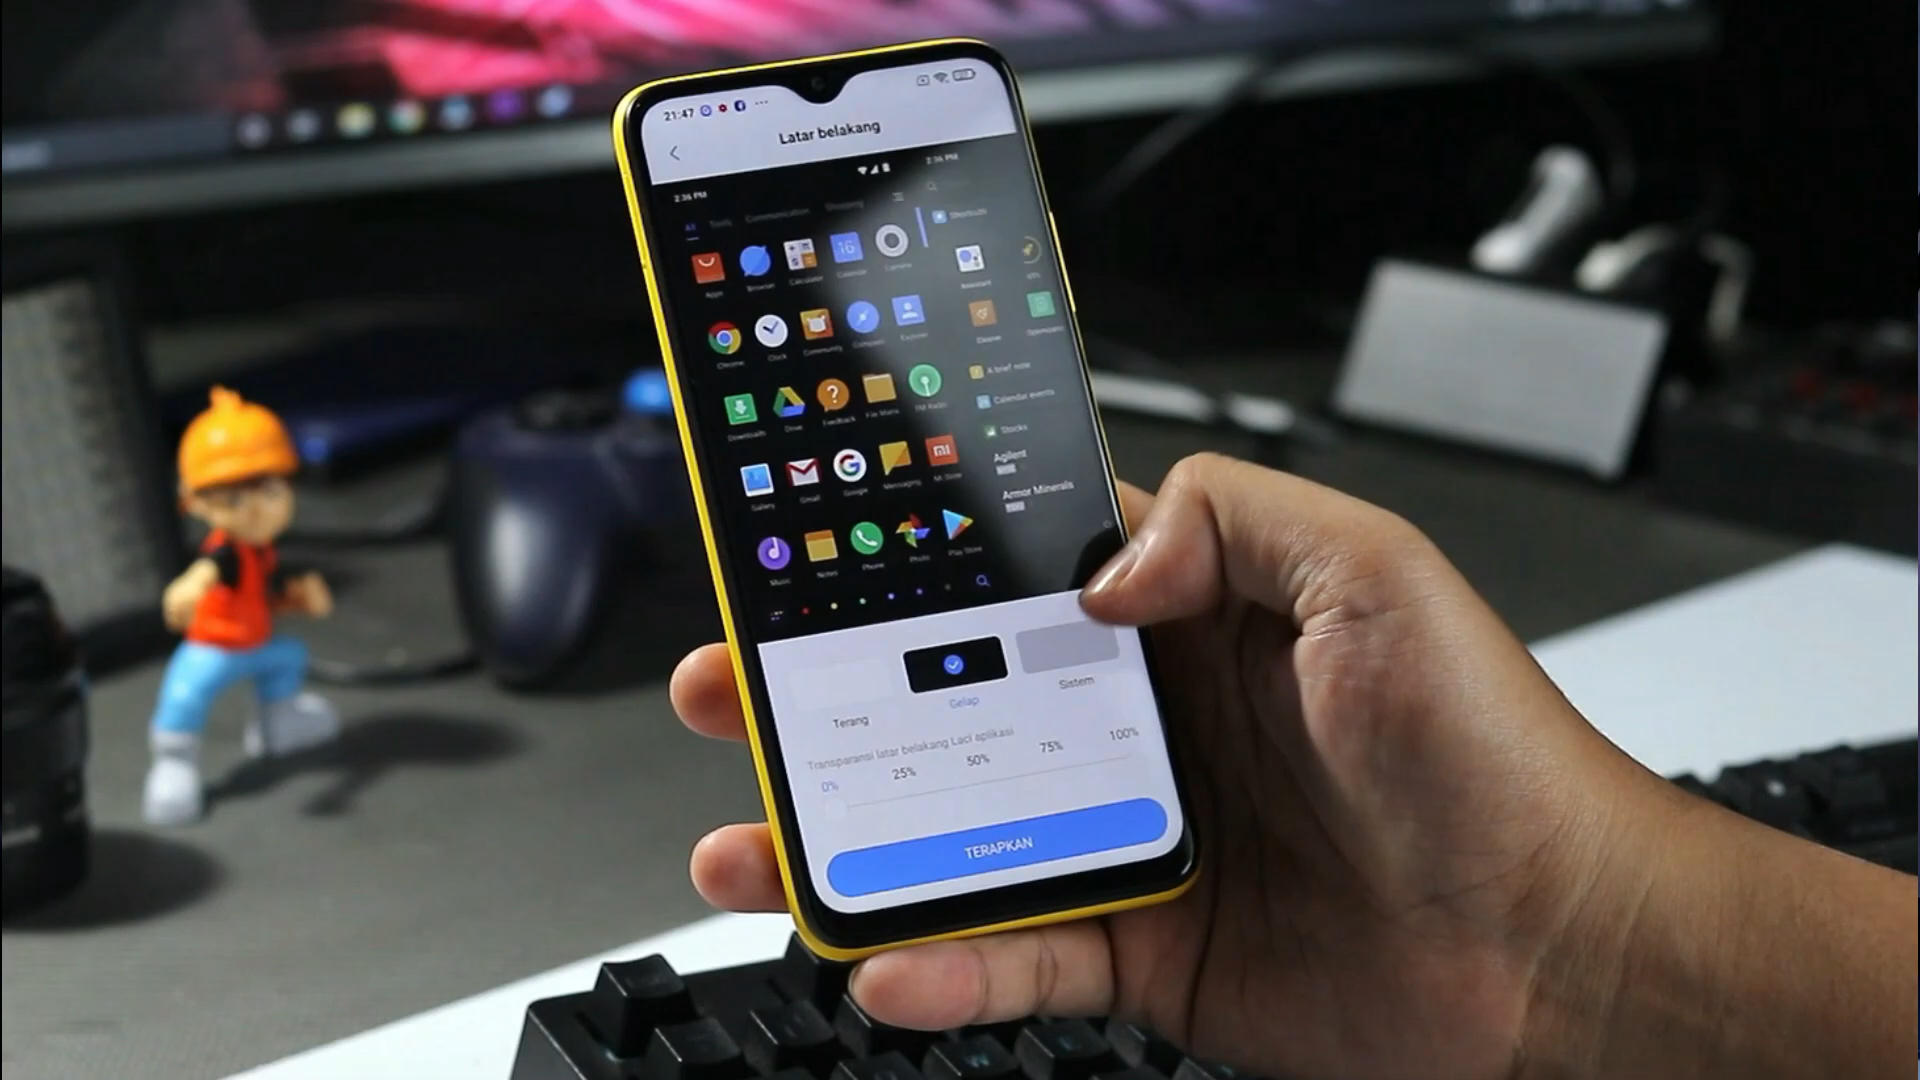 21:47
Latar belakang
2:36 PM
2:36 PM
All Tools Communication Shopping
Shortcuts
Apps Browser Calculator Calendar Camera
Assistant
Chrome Clock Community Compass Explorer
Cleaner Optimizati
A brief note
Downloads Drive Feedback File Mana FM Radio
Calendar events
Stocks
Gallery Gmail Google Messaging Mi Store
Agilent
Armor Minerals
Music Notes Phone Photo Play Store
Terang
Gelap
Sistem
Transparansi latar belakang Laci aplikasi
0% 25% 50% 75% 100%
TERAPKAN